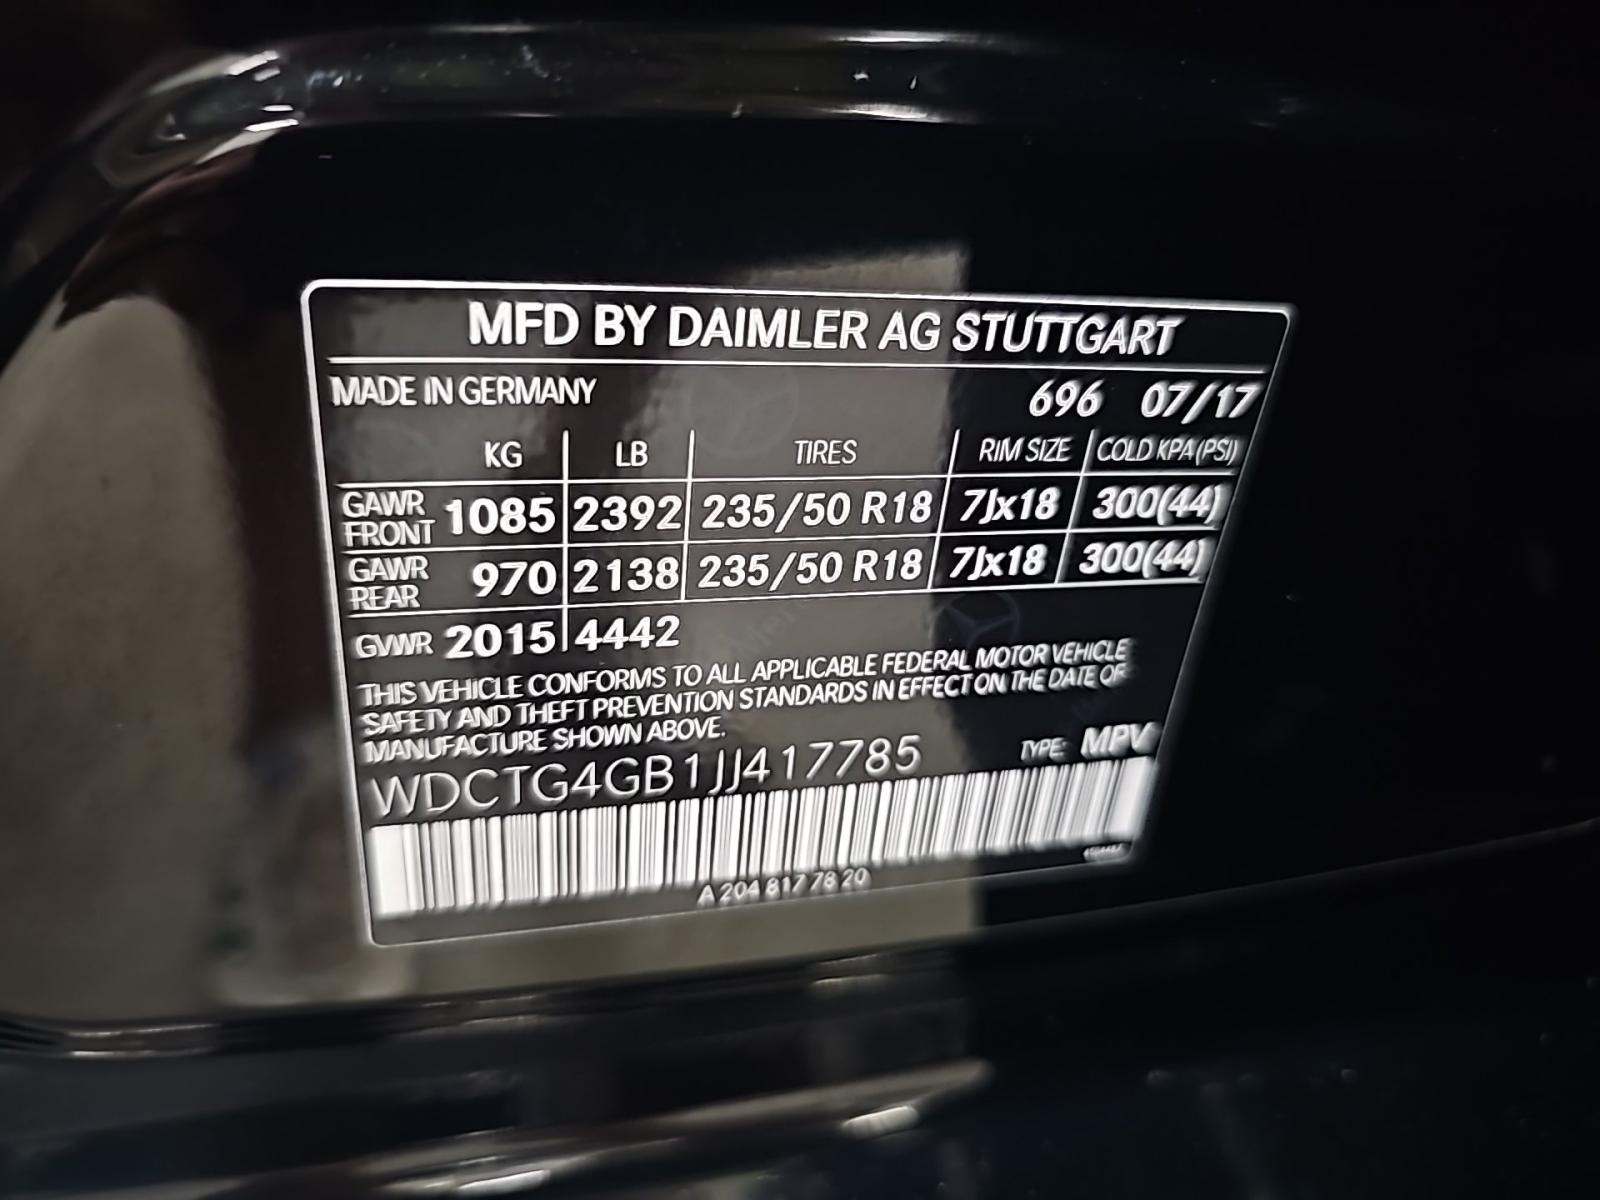 MFD BY DAIMLER AG STUTTGART
MADE IN GERMANY 696 07/17
KG LB TIRES RIM SIZE COLD KPA (PSI)
GAWR FRONT 1085 2392 235/50 R18 7Jx18 300(44)
GAWR REAR 970 2138 235/50 R18 7Jx18 300(44)
GVWR 2015 4442
THIS VEHICLE CONFORMS TO ALL APPLICABLE FEDERAL MOTOR VEHICLE
SAFETY AND THEFT PREVENTION STANDARDS IN EFFECT ON THE DATE OF
MANUFACTURE SHOWN ABOVE.
TYPE: MPV
WDCTG4GB1JJ417785
A 204 817 78 20